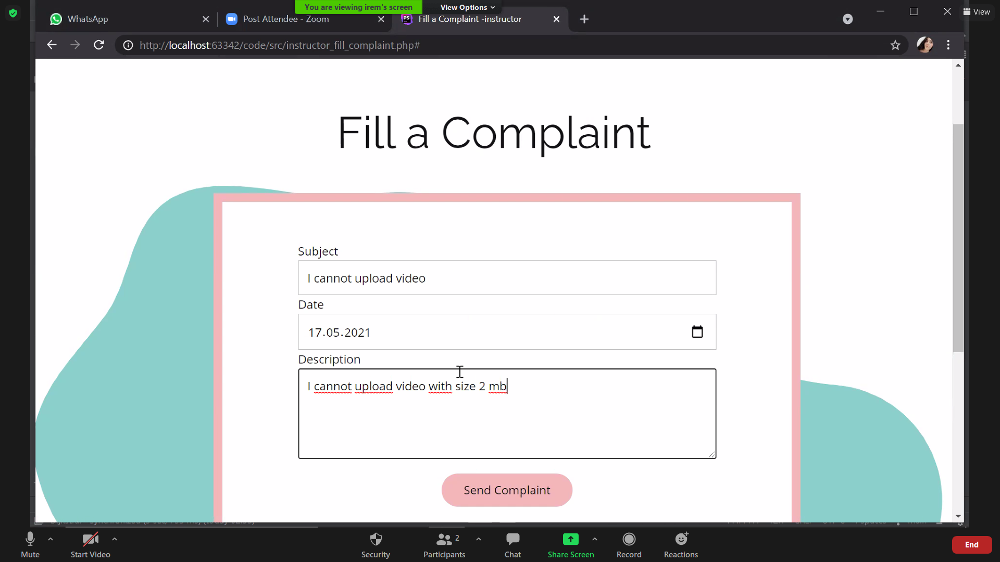 You are viewing irem's screen
View Options
WhatsApp
Post Attendee - Zoom
PS
Fill a Complaint -instructor
View
http://localhost:63342/code/src/instructor_fill_complaint.php#
Fill a Complaint
Subject
I cannot upload video
Date
17.05.2021
Description
I cannot upload video with size 2 mb
Send Complaint
Mute
Start Video
Security
Participants
2
Chat
Share Screen
Record
Reactions
End